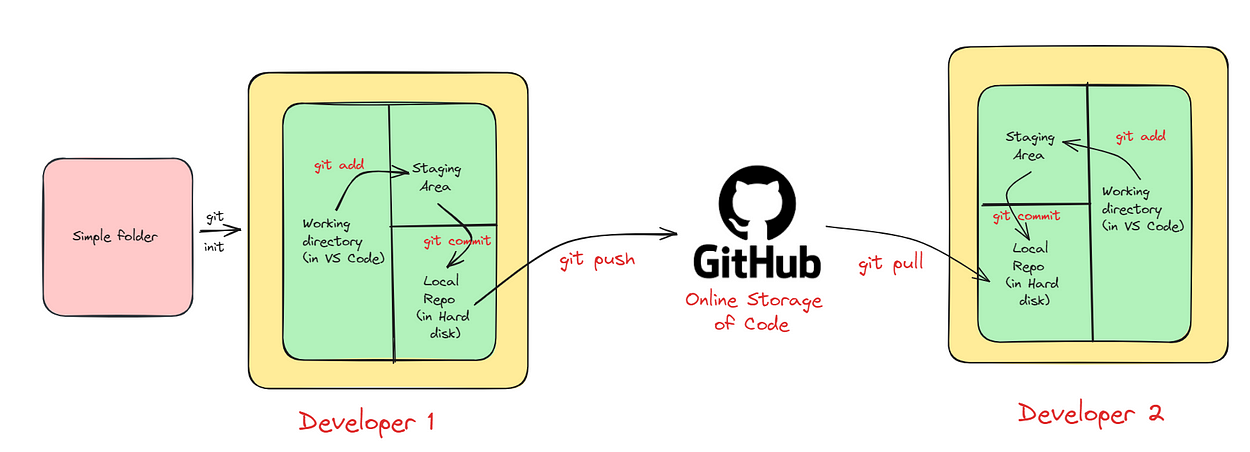 Simple folder
git
init
git add
Staging
Area
Working
directory
(in VS Code)
git commit
Local
Repo
(in Hard
disk)
Developer 1
git push
GitHub
Online Storage
of Code
git pull
Staging
Area
git add
Working
directory
(in VS Code)
git commit
Local
Repo
(in Hard
disk)
Developer 2